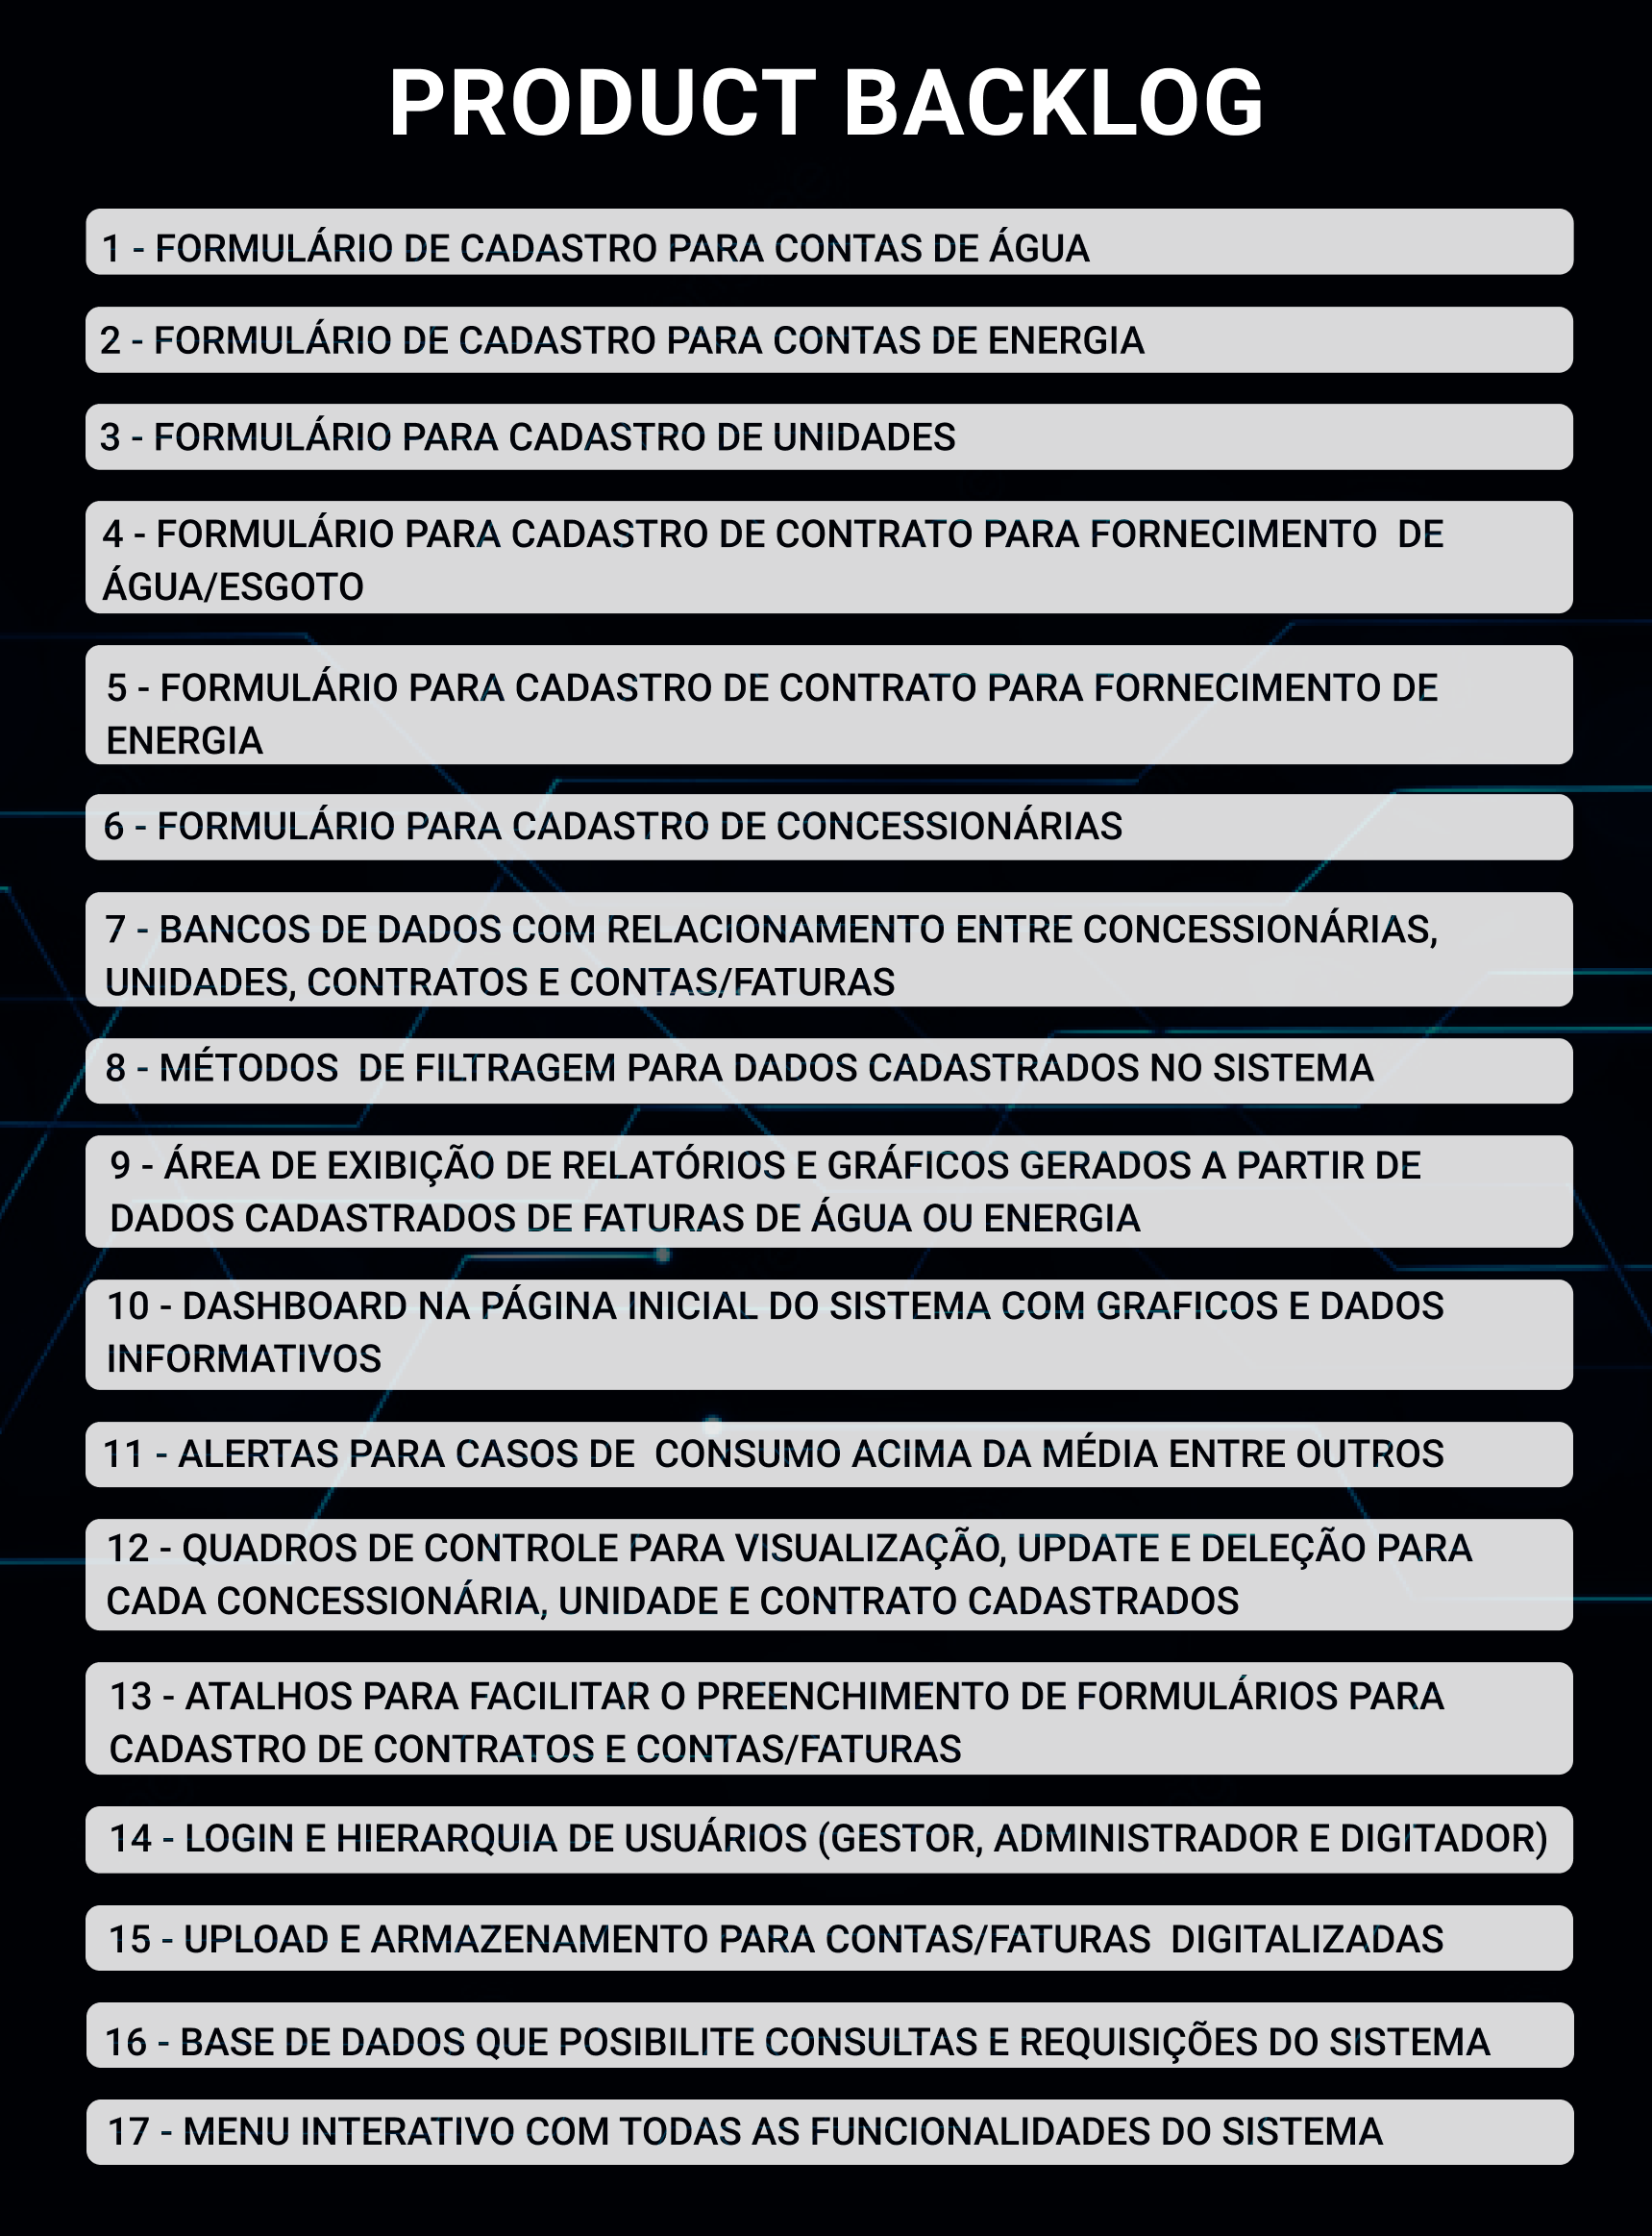 PRODUCT BACKLOG
1 - FORMULÁRIO DE CADASTRO PARA CONTAS DE ÁGUA
2 - FORMULÁRIO DE CADASTRO PARA CONTAS DE ENERGIA
3 - FORMULÁRIO PARA CADASTRO DE UNIDADES
4 - FORMULÁRIO PARA CADASTRO DE CONTRATO PARA FORNECIMENTO  DE
ÁGUA/ESGOTO
5 - FORMULÁRIO PARA CADASTRO DE CONTRATO PARA FORNECIMENTO DE
ENERGIA
6 - FORMULÁRIO PARA CADASTRO DE CONCESSIONÁRIAS
7 - BANCOS DE DADOS COM RELACIONAMENTO ENTRE CONCESSIONÁRIAS,
UNIDADES, CONTRATOS E CONTAS/FATURAS
8 - MÉTODOS  DE FILTRAGEM PARA DADOS CADASTRADOS NO SISTEMA
9 - ÁREA DE EXIBIÇÃO DE RELATÓRIOS E GRÁFICOS GERADOS A PARTIR DE
DADOS CADASTRADOS DE FATURAS DE ÁGUA OU ENERGIA
10 - DASHBOARD NA PÁGINA INICIAL DO SISTEMA COM GRAFICOS E DADOS
INFORMATIVOS
11 - ALERTAS PARA CASOS DE  CONSUMO ACIMA DA MÉDIA ENTRE OUTROS
12 - QUADROS DE CONTROLE PARA VISUALIZAÇÃO, UPDATE E DELEÇÃO PARA
CADA CONCESSIONÁRIA, UNIDADE E CONTRATO CADASTRADOS
13 - ATALHOS PARA FACILITAR O PREENCHIMENTO DE FORMULÁRIOS PARA
CADASTRO DE CONTRATOS E CONTAS/FATURAS
14 - LOGIN E HIERARQUIA DE USUÁRIOS (GESTOR, ADMINISTRADOR E DIGITADOR)
15 - UPLOAD E ARMAZENAMENTO PARA CONTAS/FATURAS  DIGITALIZADAS
16 - BASE DE DADOS QUE POSIBILITE CONSULTAS E REQUISIÇÕES DO SISTEMA
17 - MENU INTERATIVO COM TODAS AS FUNCIONALIDADES DO SISTEMA